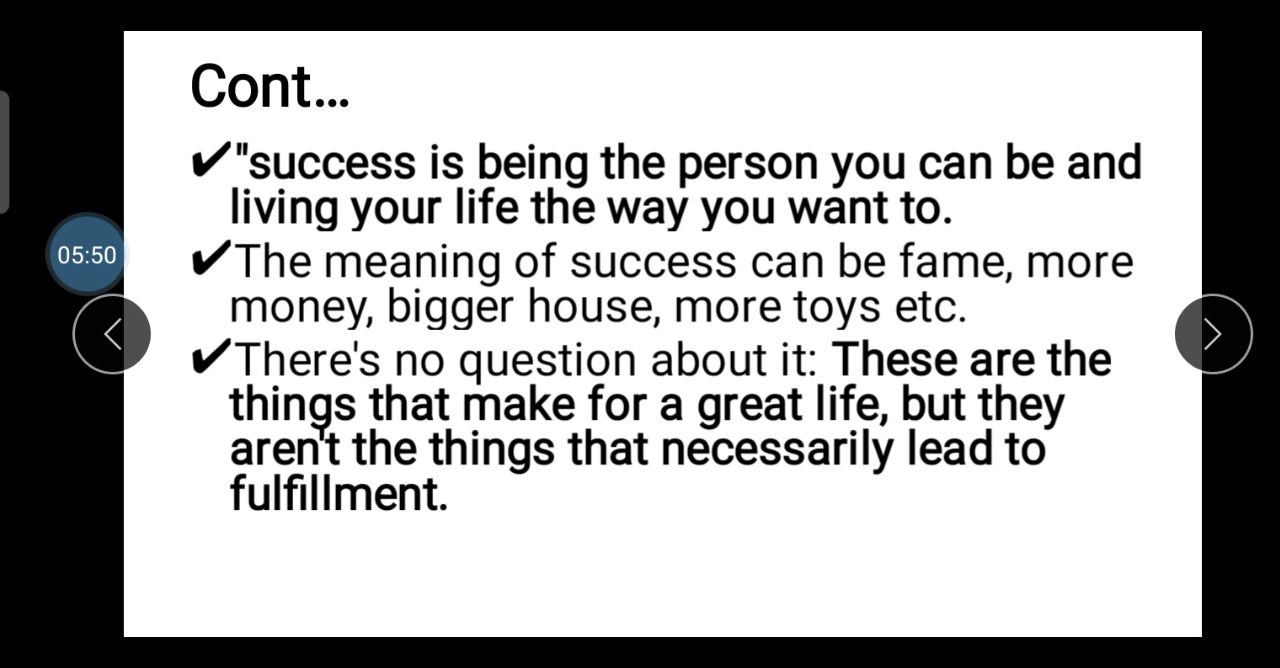 Cont...
✔"success is being the person you can be and
living your life the way you want to.
✔The meaning of success can be fame, more
money, bigger house, more toys etc.
✔There's no question about it: These are the
things that make for a great life, but they
aren't the things that necessarily lead to
fulfillment.
05:50